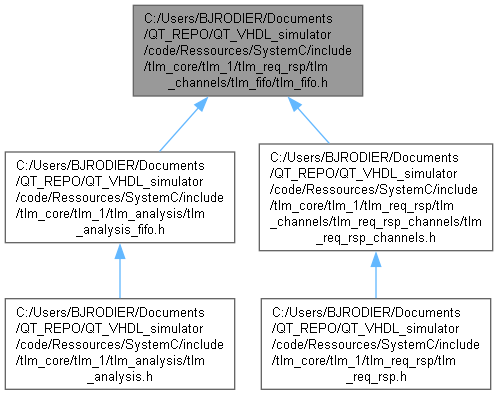 C:/Users/BJRODIER/Documents
/QT_REPO/QT_VHDL_simulator
/code/Ressources/SystemC/include
/tlm_core/tlm_1/tlm_req_rsp/tlm
_channels/tlm_fifo/tlm_fifo.h
C:/Users/BJRODIER/Documents
/QT_REPO/QT_VHDL_simulator
/code/Ressources/SystemC/include
/tlm_core/tlm_1/tlm_analysis/tlm
_analysis_fifo.h
C:/Users/BJRODIER/Documents
/QT_REPO/QT_VHDL_simulator
/code/Ressources/SystemC/include
/tlm_core/tlm_1/tlm_req_rsp/tlm
_channels/tlm_req_rsp_channels/tlm
_req_rsp_channels.h
C:/Users/BJRODIER/Documents
/QT_REPO/QT_VHDL_simulator
/code/Ressources/SystemC/include
/tlm_core/tlm_1/tlm_analysis/tlm
_analysis.h
C:/Users/BJRODIER/Documents
/QT_REPO/QT_VHDL_simulator
/code/Ressources/SystemC/include
/tlm_core/tlm_1/tlm_req_rsp/tlm
_req_rsp.h